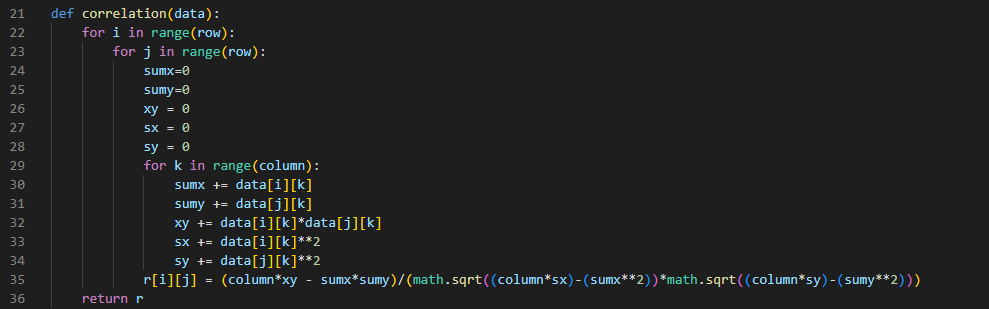 21 def correlation(data):
22     for i in range(row):
23         for j in range(row):
24             sumx=0
25             sumy=0
26             xy = 0
27             sx = 0
28             sy = 0
29             for k in range(column):
30                 sumx += data[i][k]
31                 sumy += data[j][k]
32                 xy += data[i][k]*data[j][k]
33                 sx += data[i][k]**2
34                 sy += data[j][k]**2
35             r[i][j] = (column*xy - sumx*sumy)/(math.sqrt((column*sx)-(sumx**2))*math.sqrt((column*sy)-(sumy**2)))
36     return r